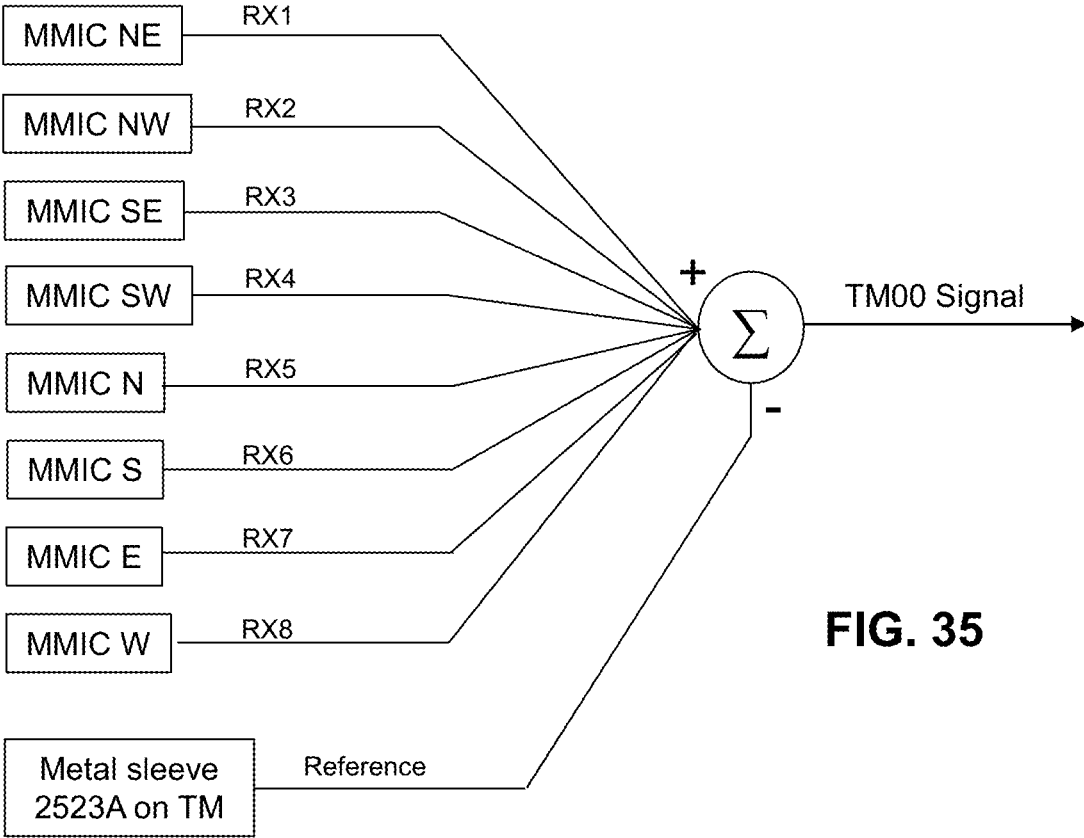 MMIC NE RX1
MMIC NW RX2
MMIC SE RX3
MMIC SW RX4
MMIC N RX5
MMIC S RX6
MMIC E RX7
MMIC W RX8
+
Σ
-
TM00 Signal
FIG. 35
Metal sleeve
2523A on TM
Reference